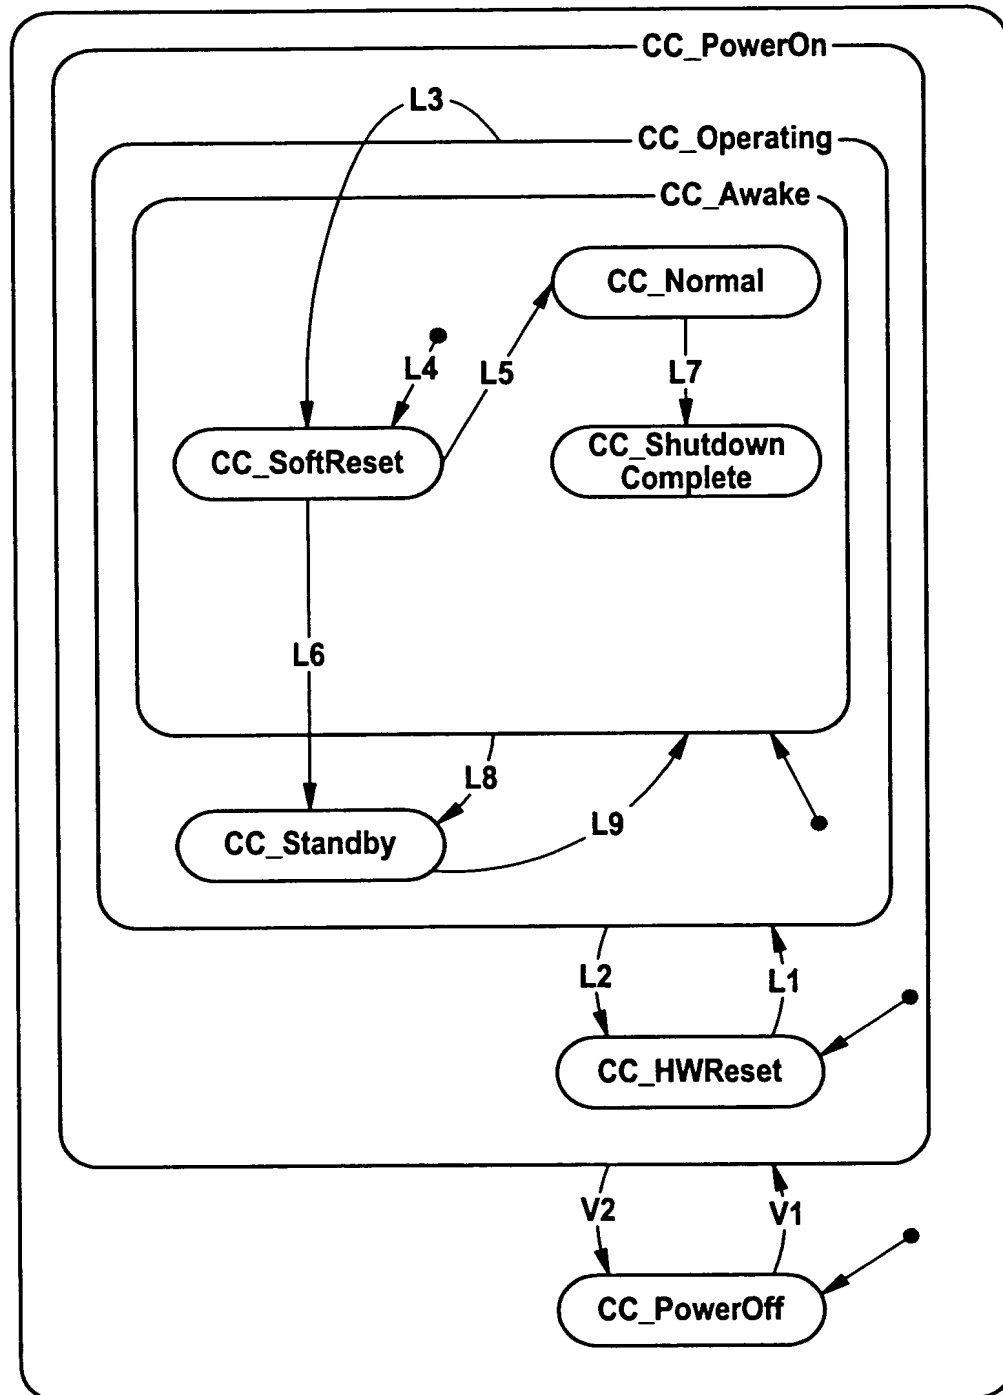 CC_PowerOn
L3
CC_Operating
CC_Awake
CC_Normal
L4
L5
L7
CC_SoftReset
CC_Shutdown
Complete
L6
L8
L9
CC_Standby
L2
L1
CC_HWReset
V2
V1
CC_PowerOff